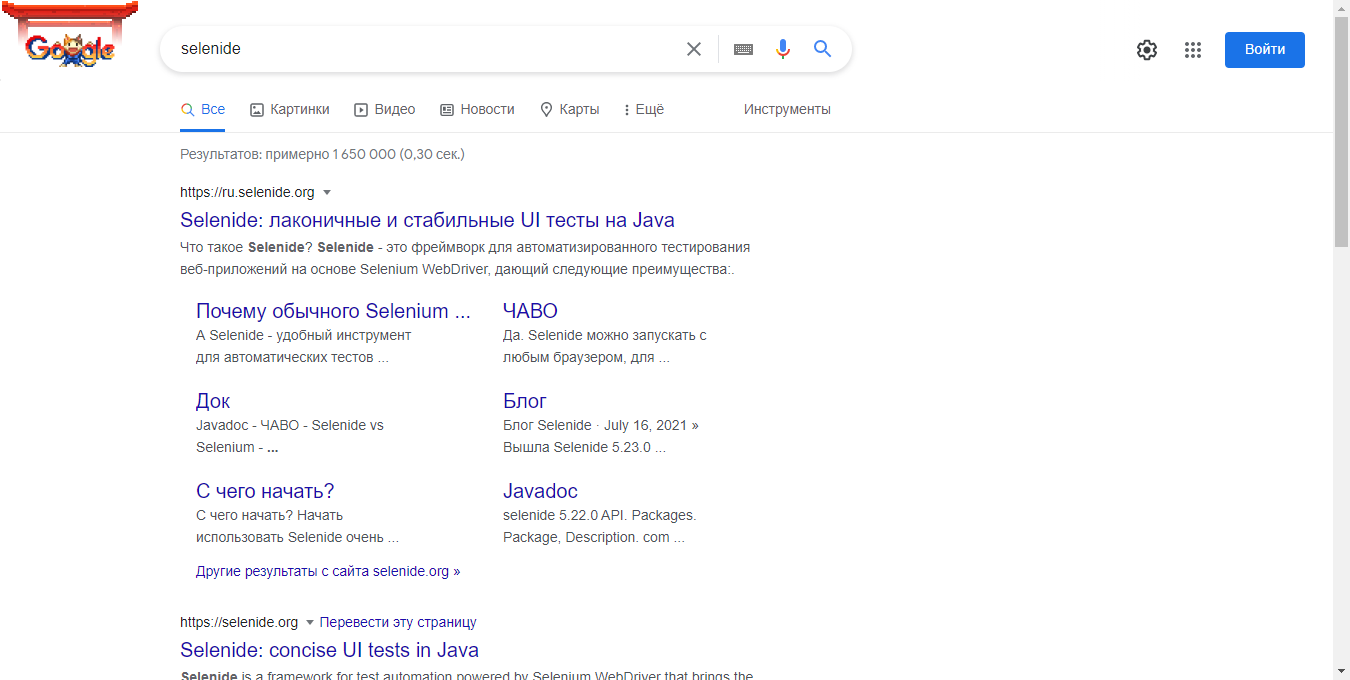 Google
selenide
Войти
Все Картинки Видео Новости Карты Ещё Инструменты
Результатов: примерно 1 650 000 (0,30 сек.)
https://ru.selenide.org
Selenide: лаконичные и стабильные UI тесты на Java
Что такое Selenide? Selenide - это фреймворк для автоматизированного тестирования
веб-приложений на основе Selenium WebDriver, дающий следующие преимущества:.
Почему обычного Selenium ...
А Selenide - удобный инструмент
для автоматических тестов ...
ЧАВО
Да. Selenide можно запускать с
любым браузером, для ...
Док
Javadoc - ЧАВО - Selenide vs
Selenium - ...
Блог
Блог Selenide · July 16, 2021 »
Вышла Selenide 5.23.0 ...
С чего начать?
С чего начать? Начать
использовать Selenide очень ...
Javadoc
selenide 5.22.0 API. Packages.
Package, Description. com ...
Другие результаты с сайта selenide.org »
https://selenide.org Перевести эту страницу
Selenide: concise UI tests in Java
Selenide is a framework for test automation powered by Selenium WebDriver that brings the